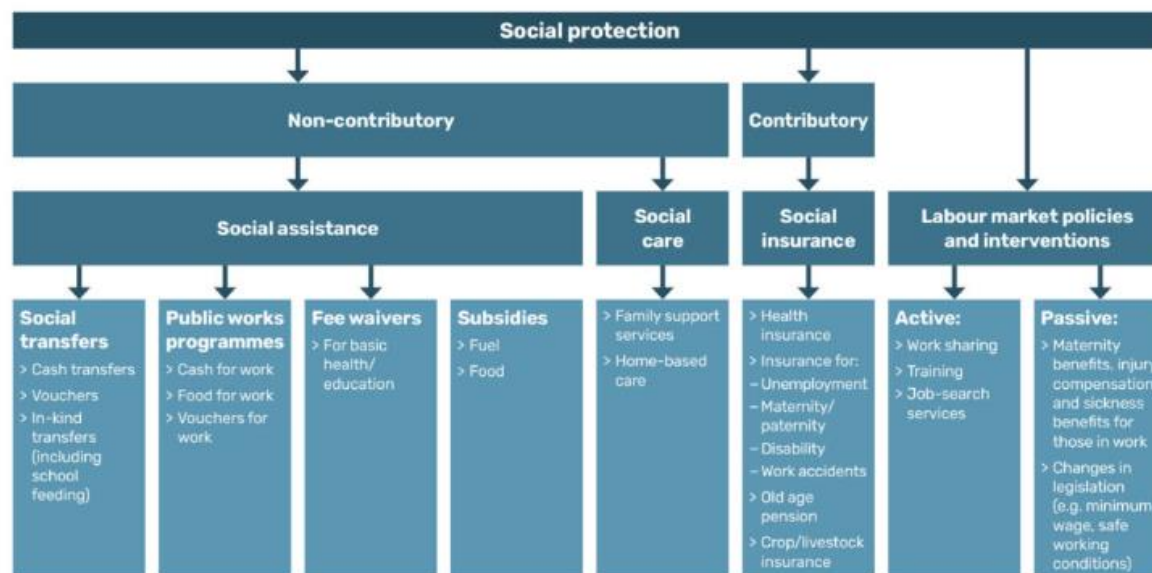 Social protection
Non-contributory
Contributory
Social assistance
Social
care
Social
insurance
Labour market policies
and interventions
Social
transfers
> Cash transfers
> Vouchers
> In-kind
transfers
(including
school
feeding)
Public works
programmes
> Cash for work
> Food for work
> Vouchers for
work
Fee waivers
> For basic
health/
education
Subsidies
> Fuel
> Food
> Family support
services
> Home-based
care
> Health
insurance
> Insurance for:
– Unemployment
– Maternity/
paternity
– Disability
– Work accidents
> Old age
pension
> Crop/livestock
insurance
Active:
> Work sharing
> Training
> Job-search
services
Passive:
> Maternity
benefits, injury
compensation
and sickness
benefits for
those in work
> Changes in
legislation
(e.g. minimum
wage, safe
working
conditions)